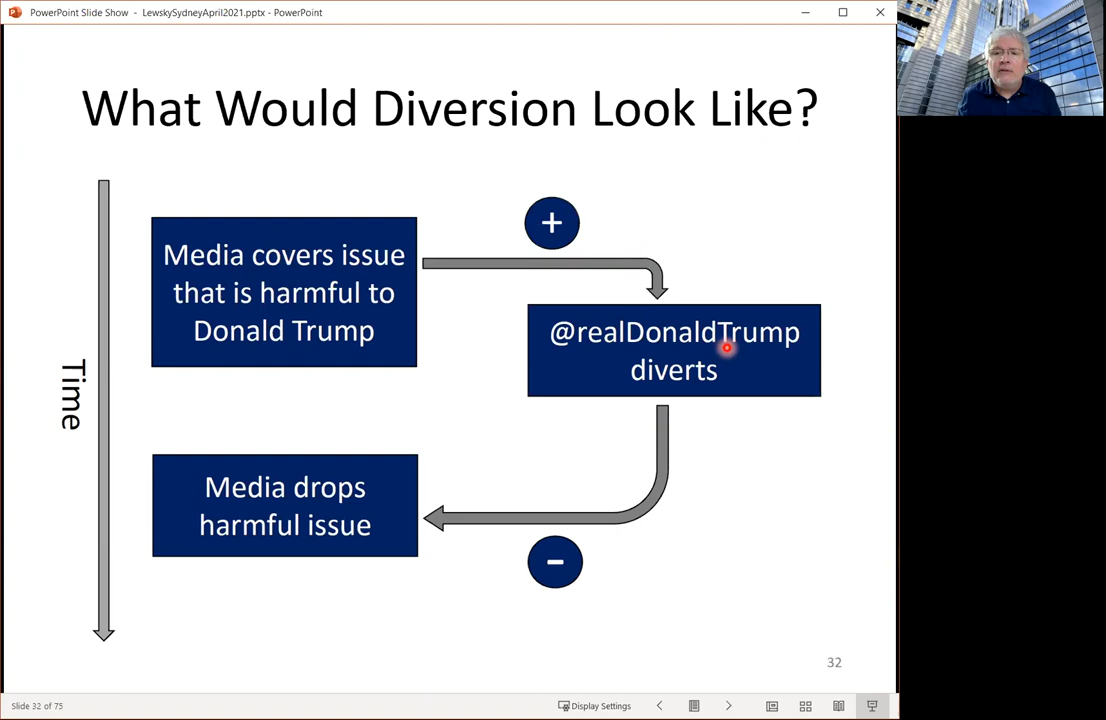 PowerPoint Slide Show - LewskySydneyApril2021.pptx - PowerPoint
What Would Diversion Look Like?
Time
Media covers issue
that is harmful to
Donald Trump
+
@realDonaldTrump
diverts
Media drops
harmful issue
-
32
Slide 32 of 75
Display Settings